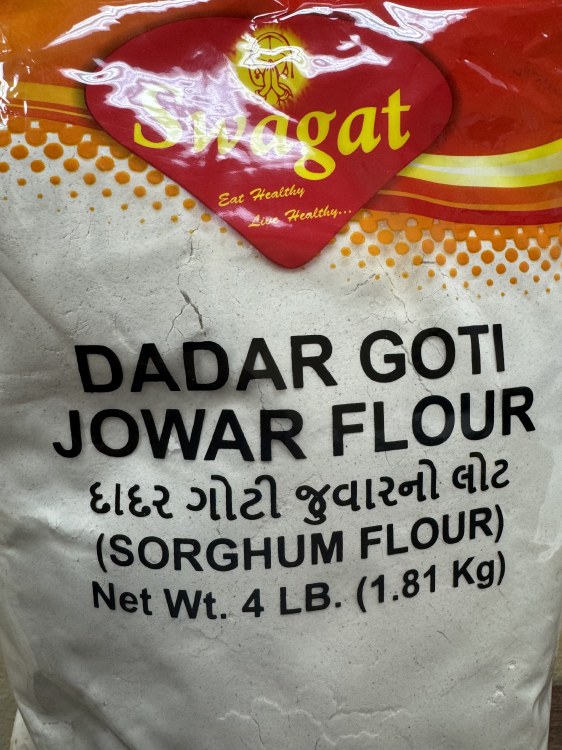 Swagat
Eat Healthy
Live Healthy...
DADAR GOTI
JOWAR FLOUR
દાદર ગોટી જુવારનો લોટ
(SORGHUM FLOUR)
Net Wt. 4 LB. (1.81 Kg)